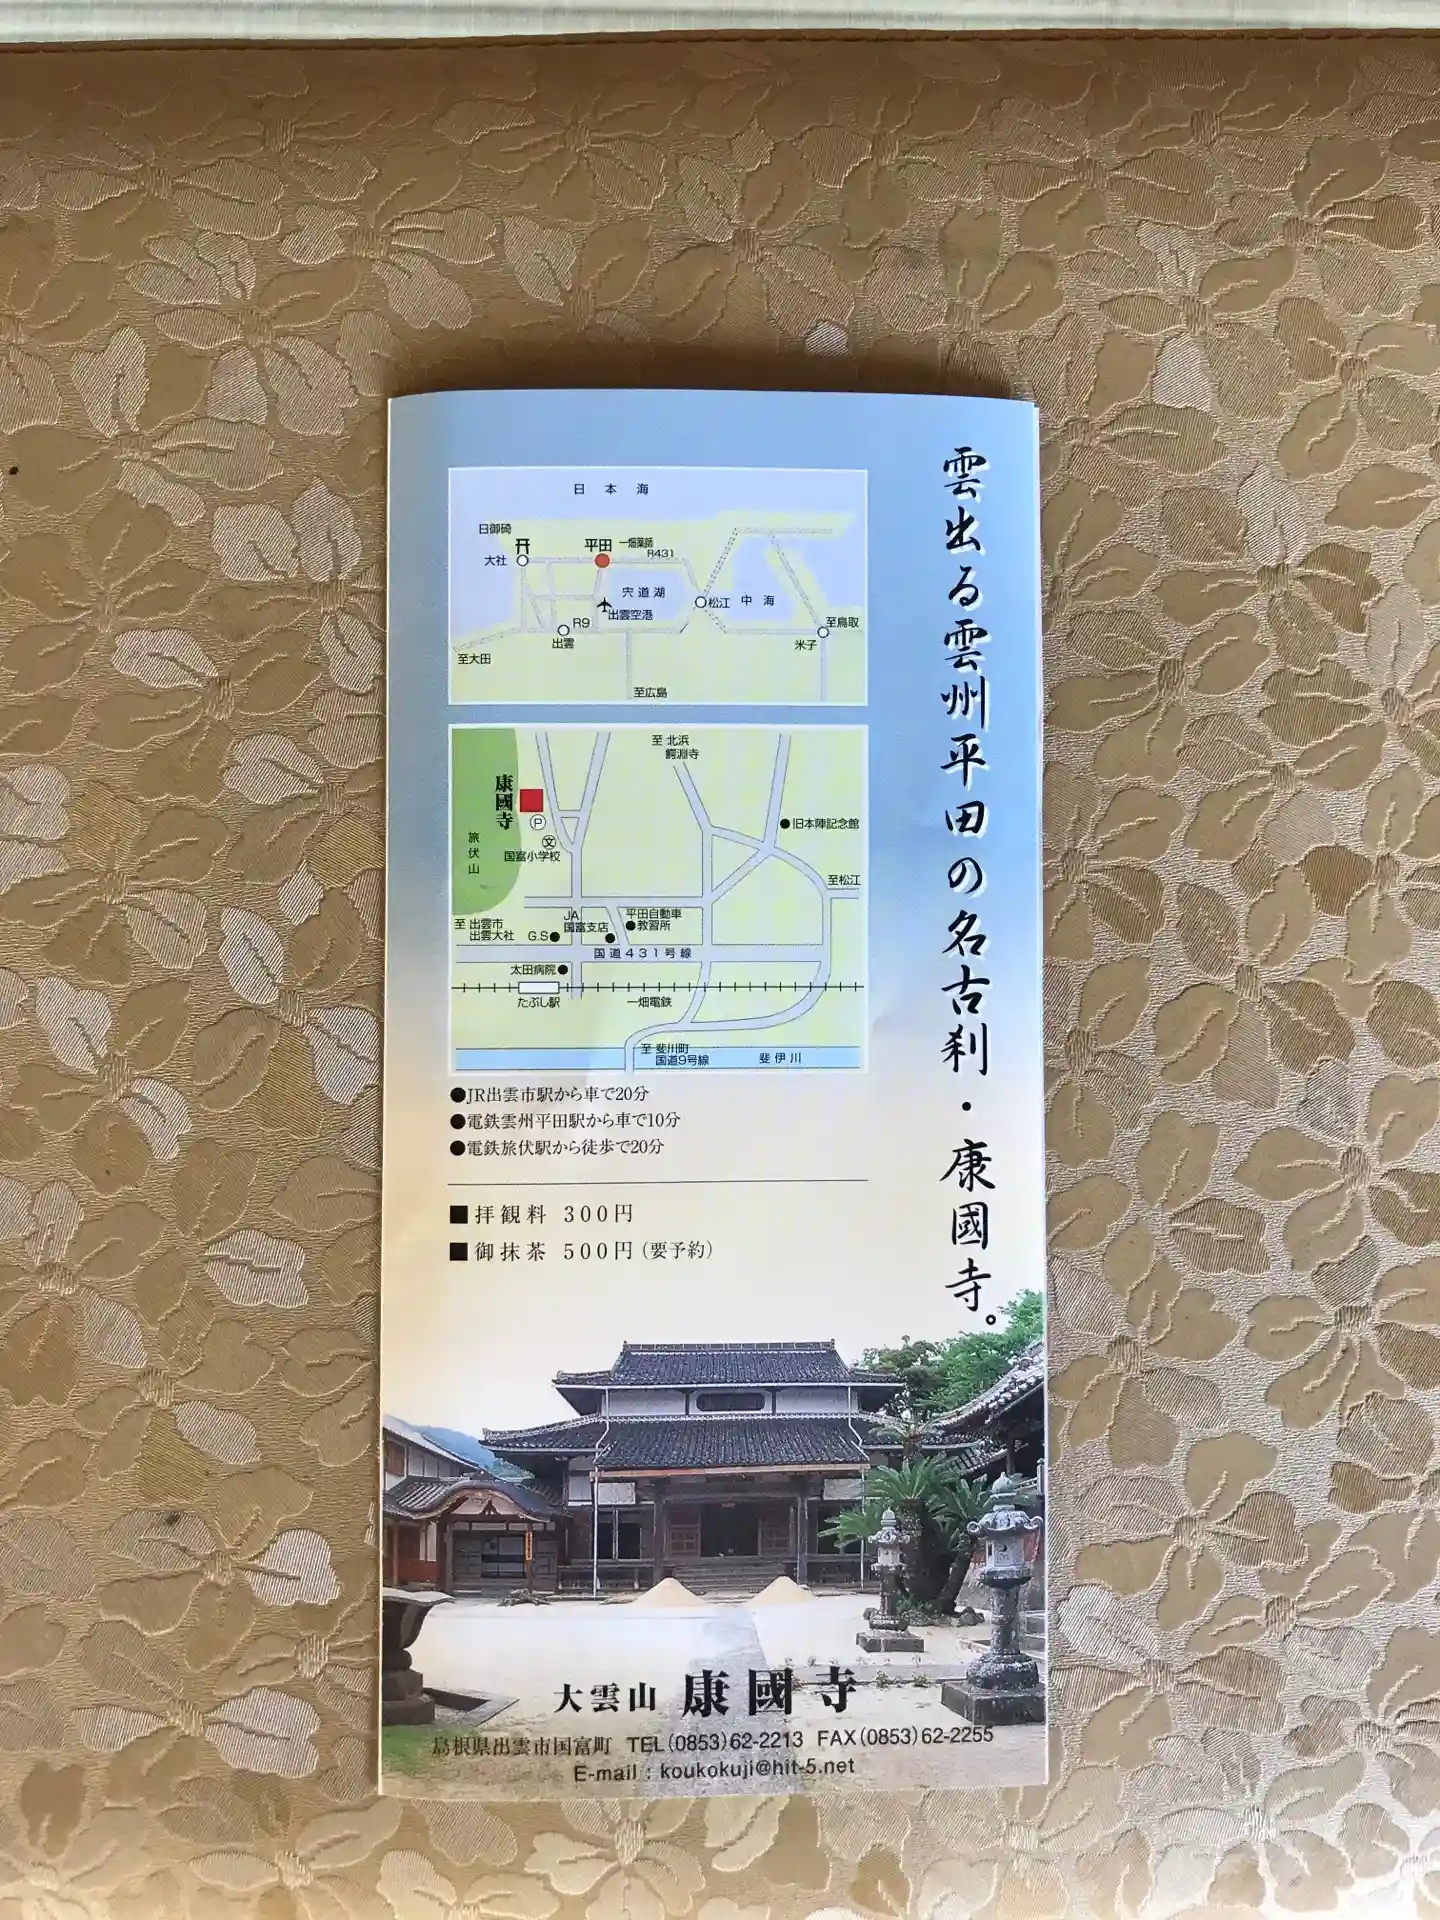 雲出る雲州平田の名古刹・康國寺。
日本海
日御碕
大社
平田
一畑薬師
R431
宍道湖
出雲空港
松江
中海
R9
出雲
至鳥取
米子
至大田
至広島
至 北浜
鰐淵寺
康國寺
P
文
国富小学校
旅伏山
旧本陣記念館
至松江
至 出雲市
出雲大社
JA
国富支店
G.S
平田自動車
教習所
国道431号線
太田病院
たぶし駅
一畑電鉄
至 斐川町
国道9号線
斐伊川
●JR出雲市駅から車で20分
●電鉄雲州平田駅から車で10分
●電鉄旅伏駅から徒歩で20分
■拝観料 300円
■御抹茶 500円(要予約)
大雲山 康國寺
島根県出雲市国富町 TEL(0853)62-2213 FAX(0853)62-2255
E-mail : koukokuji@hit-5.net